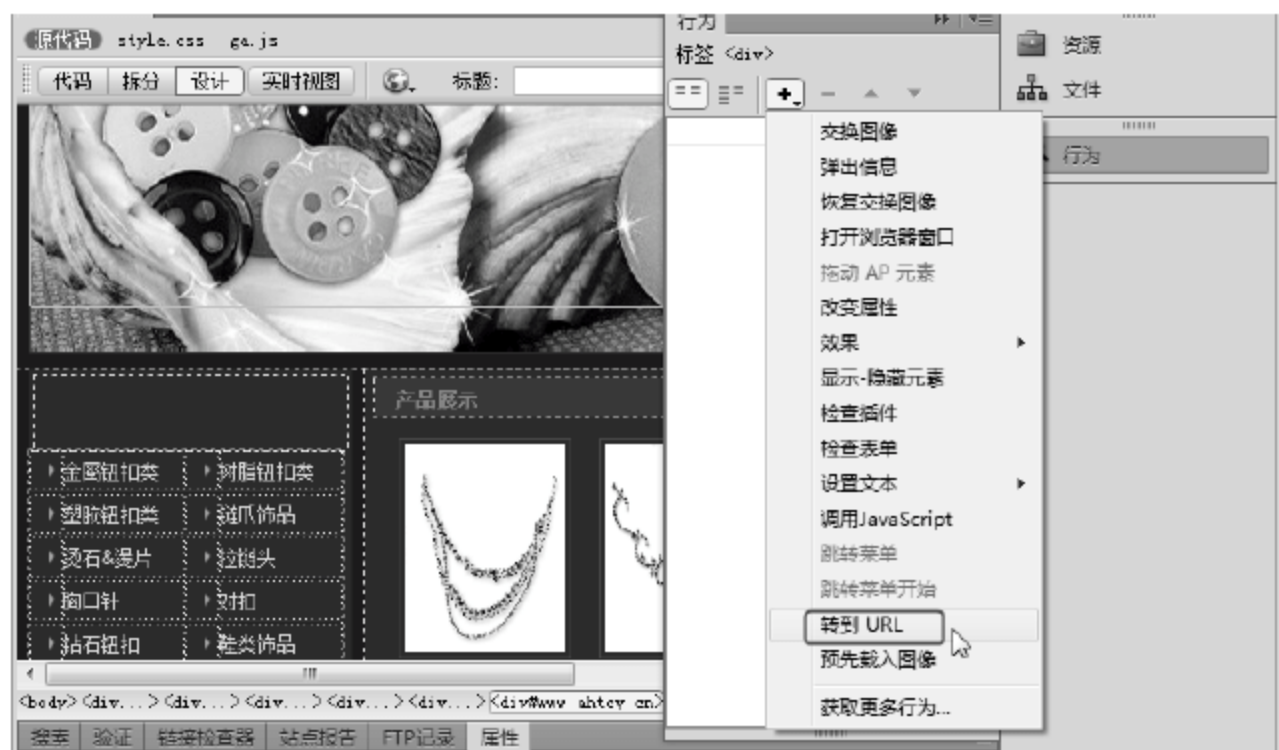 源代码 style.css ga.js
代码 拆分 设计 实时视图 标题:
产品展示
金属钮扣类 树脂钮扣类
塑胶钮扣类 链爪饰品
烫石&烫片 拉链头
胸口针 对扣
钻石钮扣 鞋类饰品
<body><div...><div...><div...><div...><div...><div#www ahtcy cn>
搜索 验证 链接检查器 站点报告 FTP记录 属性
行为
标签 <div>
交换图像
弹出信息
恢复交换图像
打开浏览器窗口
拖动 AP 元素
改变属性
效果
显示-隐藏元素
检查插件
检查表单
设置文本
调用JavaScript
跳转菜单
跳转菜单开始
转到 URL
预先载入图像
获取更多行为...
资源
文件
行为